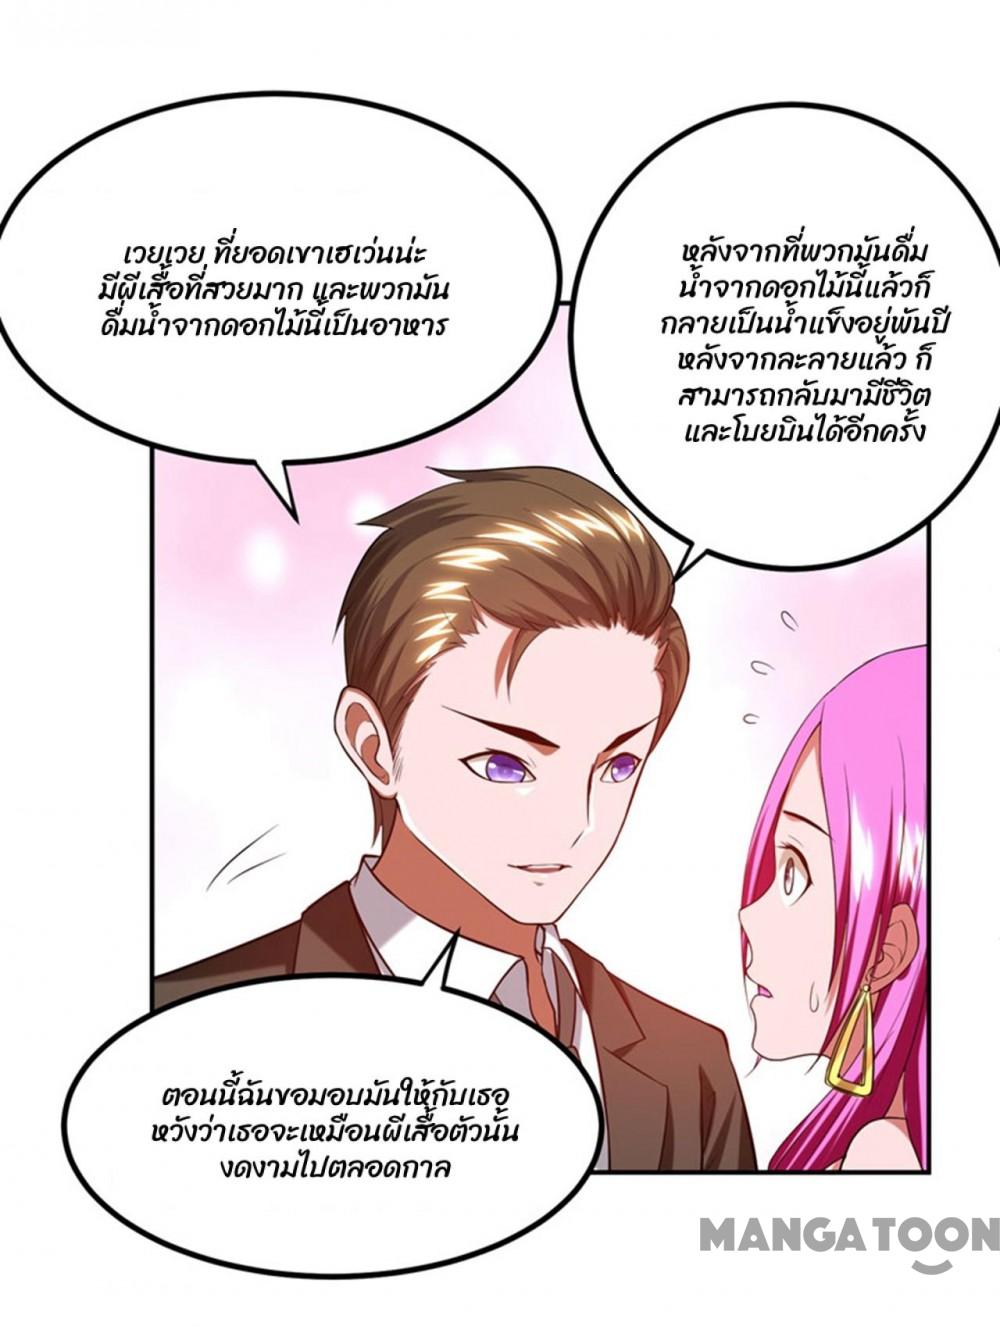 เวยเวย ที่ยอดเขาเฮเว่นน่ะ
มีผีเสื้อที่สวยมาก และพวกมัน
ดื่มน้ำจากดอกไม้นี้เป็นอาหาร
หลังจากที่พวกมันดื่ม
น้ำจากดอกไม้นี้แล้วก็
กลายเป็นน้ำแข็งอยู่พันปี
หลังจากละลายแล้ว ก็
สามารถกลับมามีชีวิต
และโบยบินได้อีกครั้ง
ตอนนี้ฉันขอมอบมันให้กับเธอ
หวังว่าเธอจะเหมือนผีเสื้อตัวนั้น
งดงามไปตลอดกาล
MANGATOON